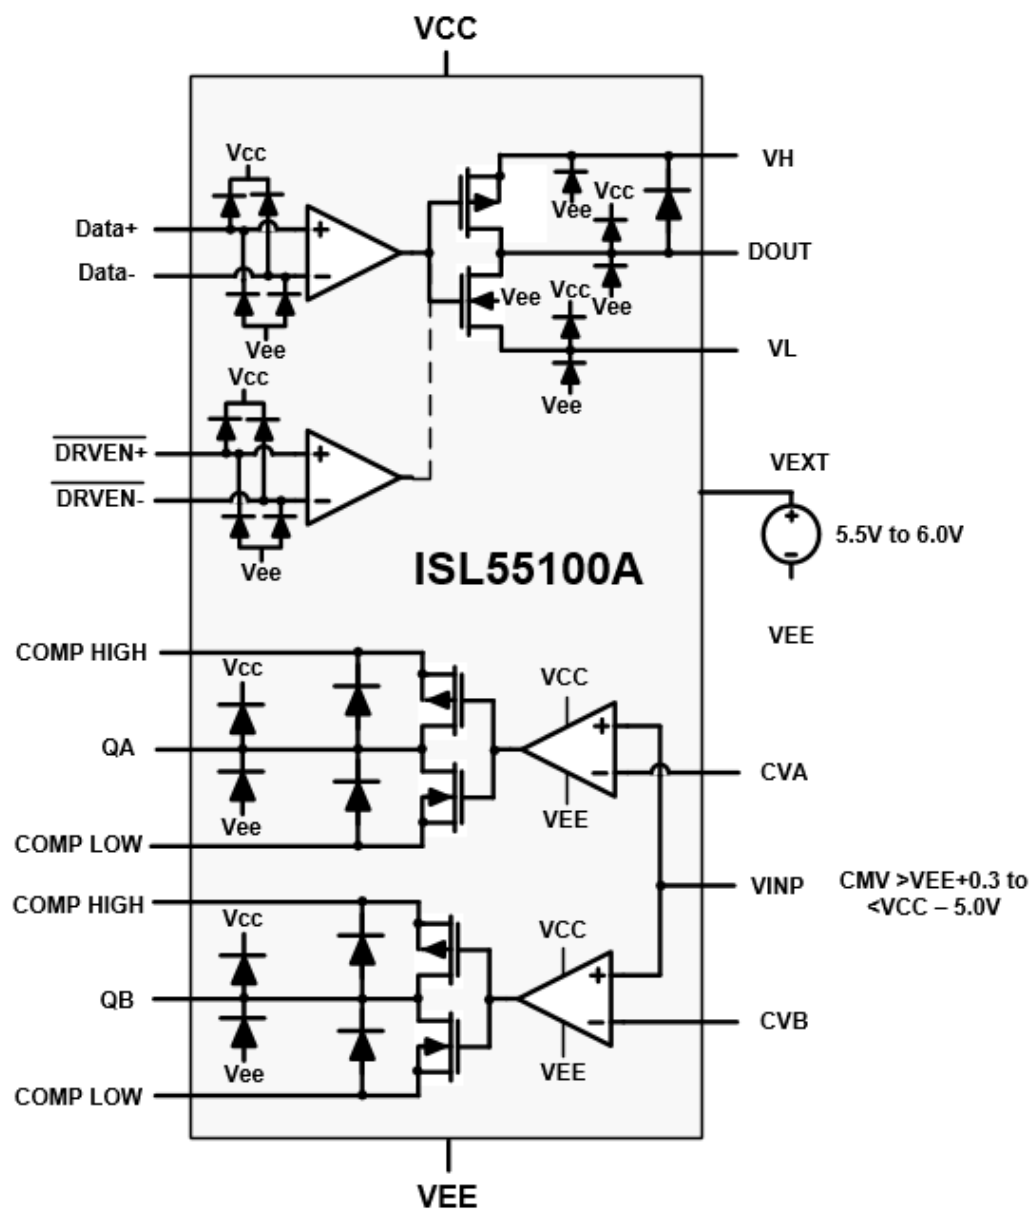 VCC
Vcc
VH
Vcc
Vee
Data+
+
DOUT
Data-
−
Vee
Vcc
Vee
Vee
VL
Vcc
Vee
DRVEN+
+
VEXT
DRVEN-
−
+
5.5V to 6.0V
−
Vee
ISL55100A
VEE
COMP HIGH
Vcc
VCC
+
QA
−
CVA
Vee
VEE
COMP LOW
VINP
CMV >VEE+0.3 to
<VCC – 5.0V
COMP HIGH
Vcc
VCC
+
QB
−
CVB
Vee
VEE
COMP LOW
VEE